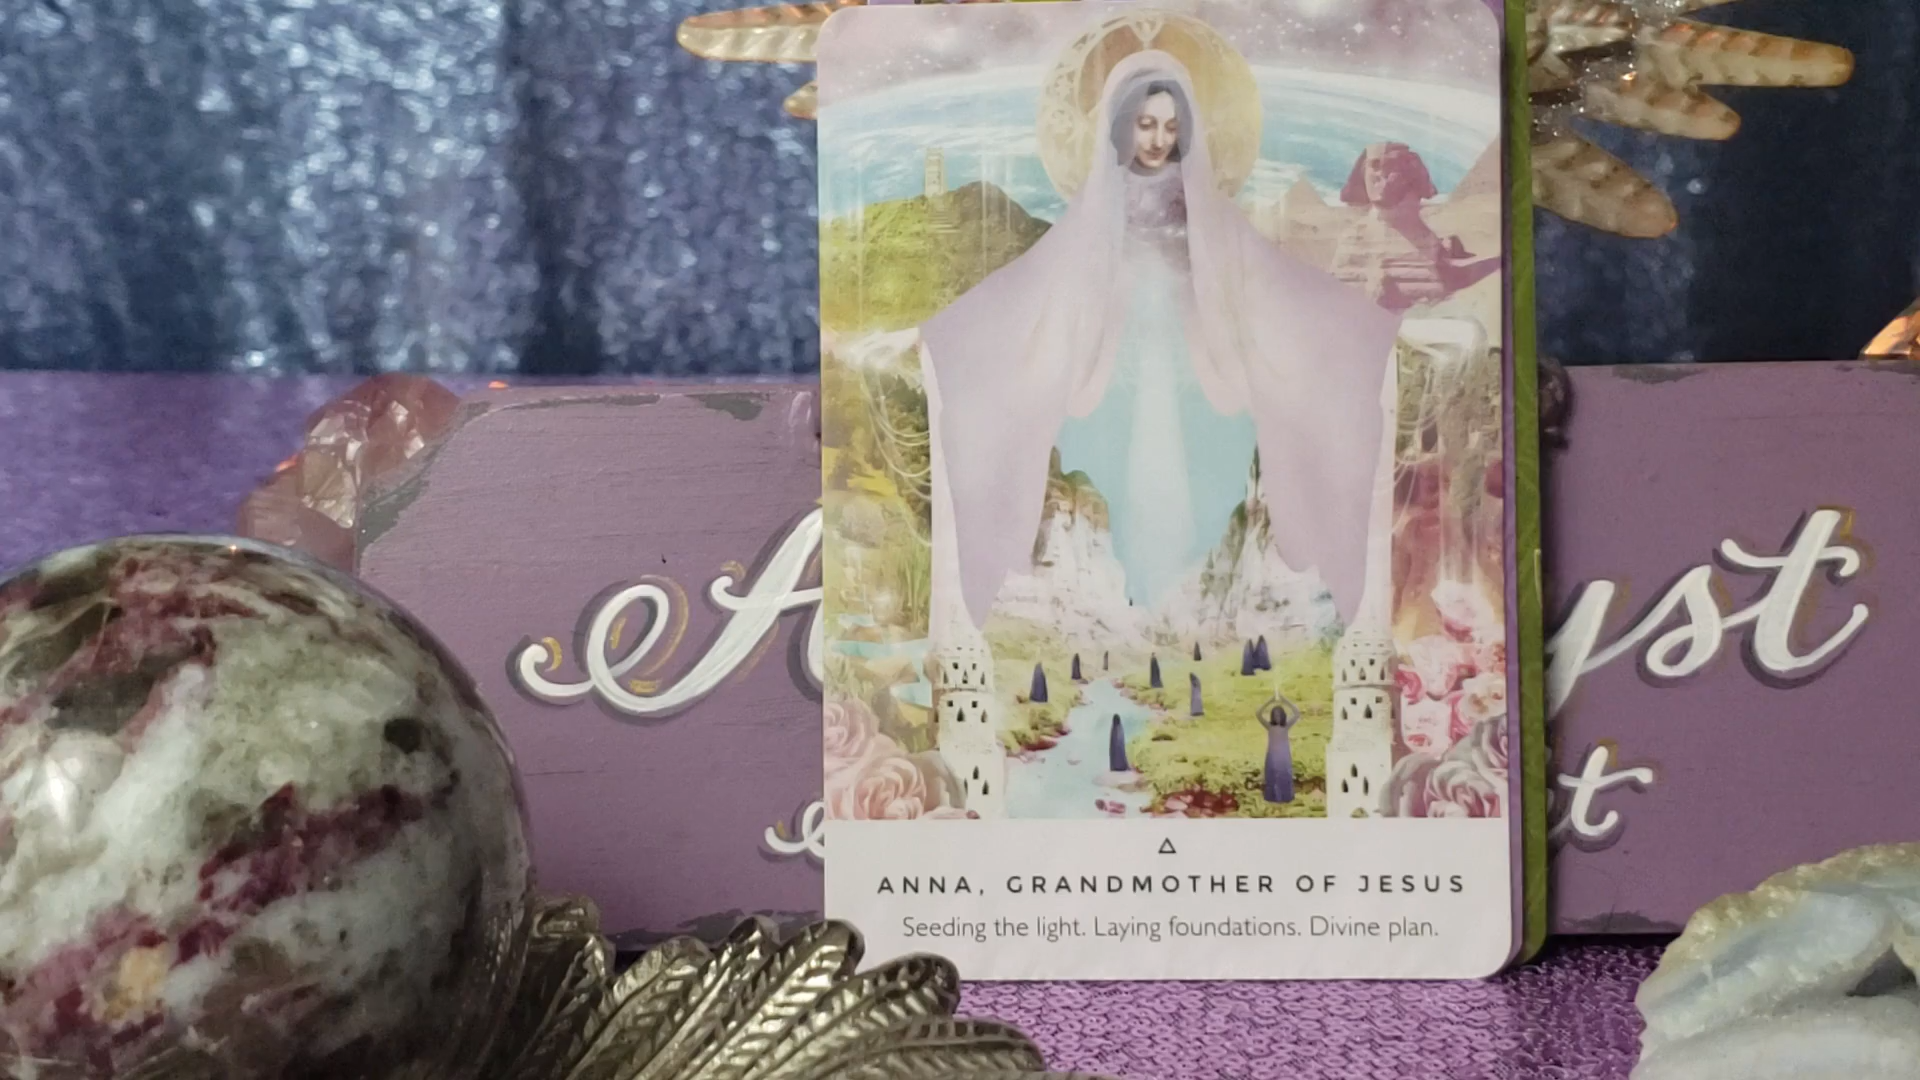 ANNA, GRANDMOTHER OF JESUS
Seeding the light. Laying foundations. Divine plan.